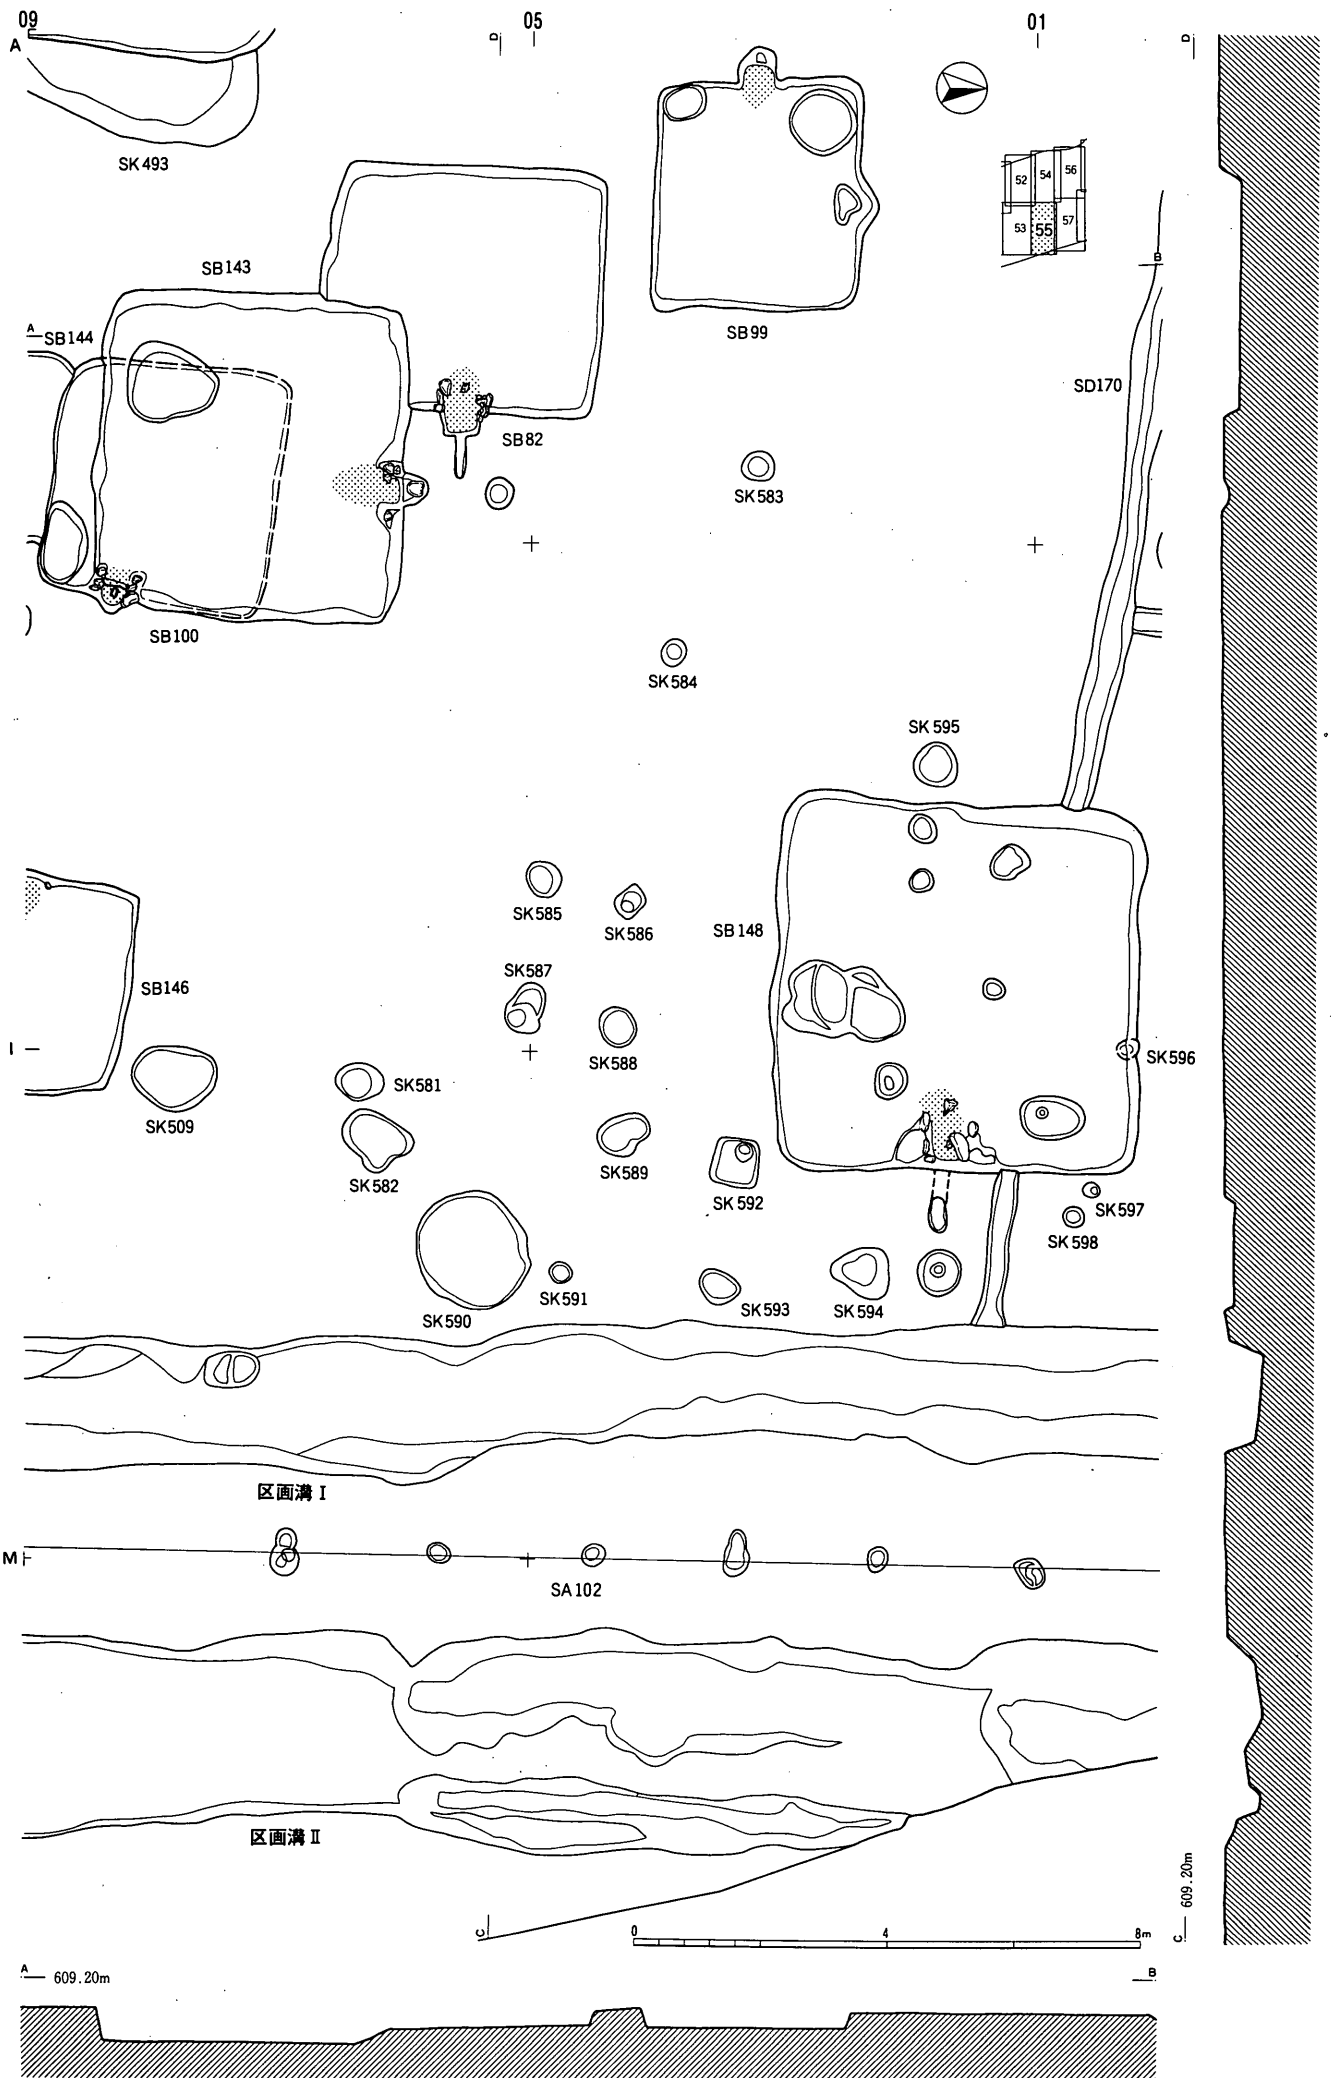 09
05
01
A
D
D
SK493
52
54
56
53
55
57
SB143
B
A
SB144
SB99
SD170
SB82
SK583
SB100
SK584
SK595
SK585
SK586
SB148
SK587
SB146
I
SK588
SK596
SK581
SK509
SK582
SK589
SK592
SK597
SK598
SK591
SK593
SK594
SK590
区画溝 I
M
SA102
区画溝 II
C
C
609.20m
0
4
8m
A
609.20m
B